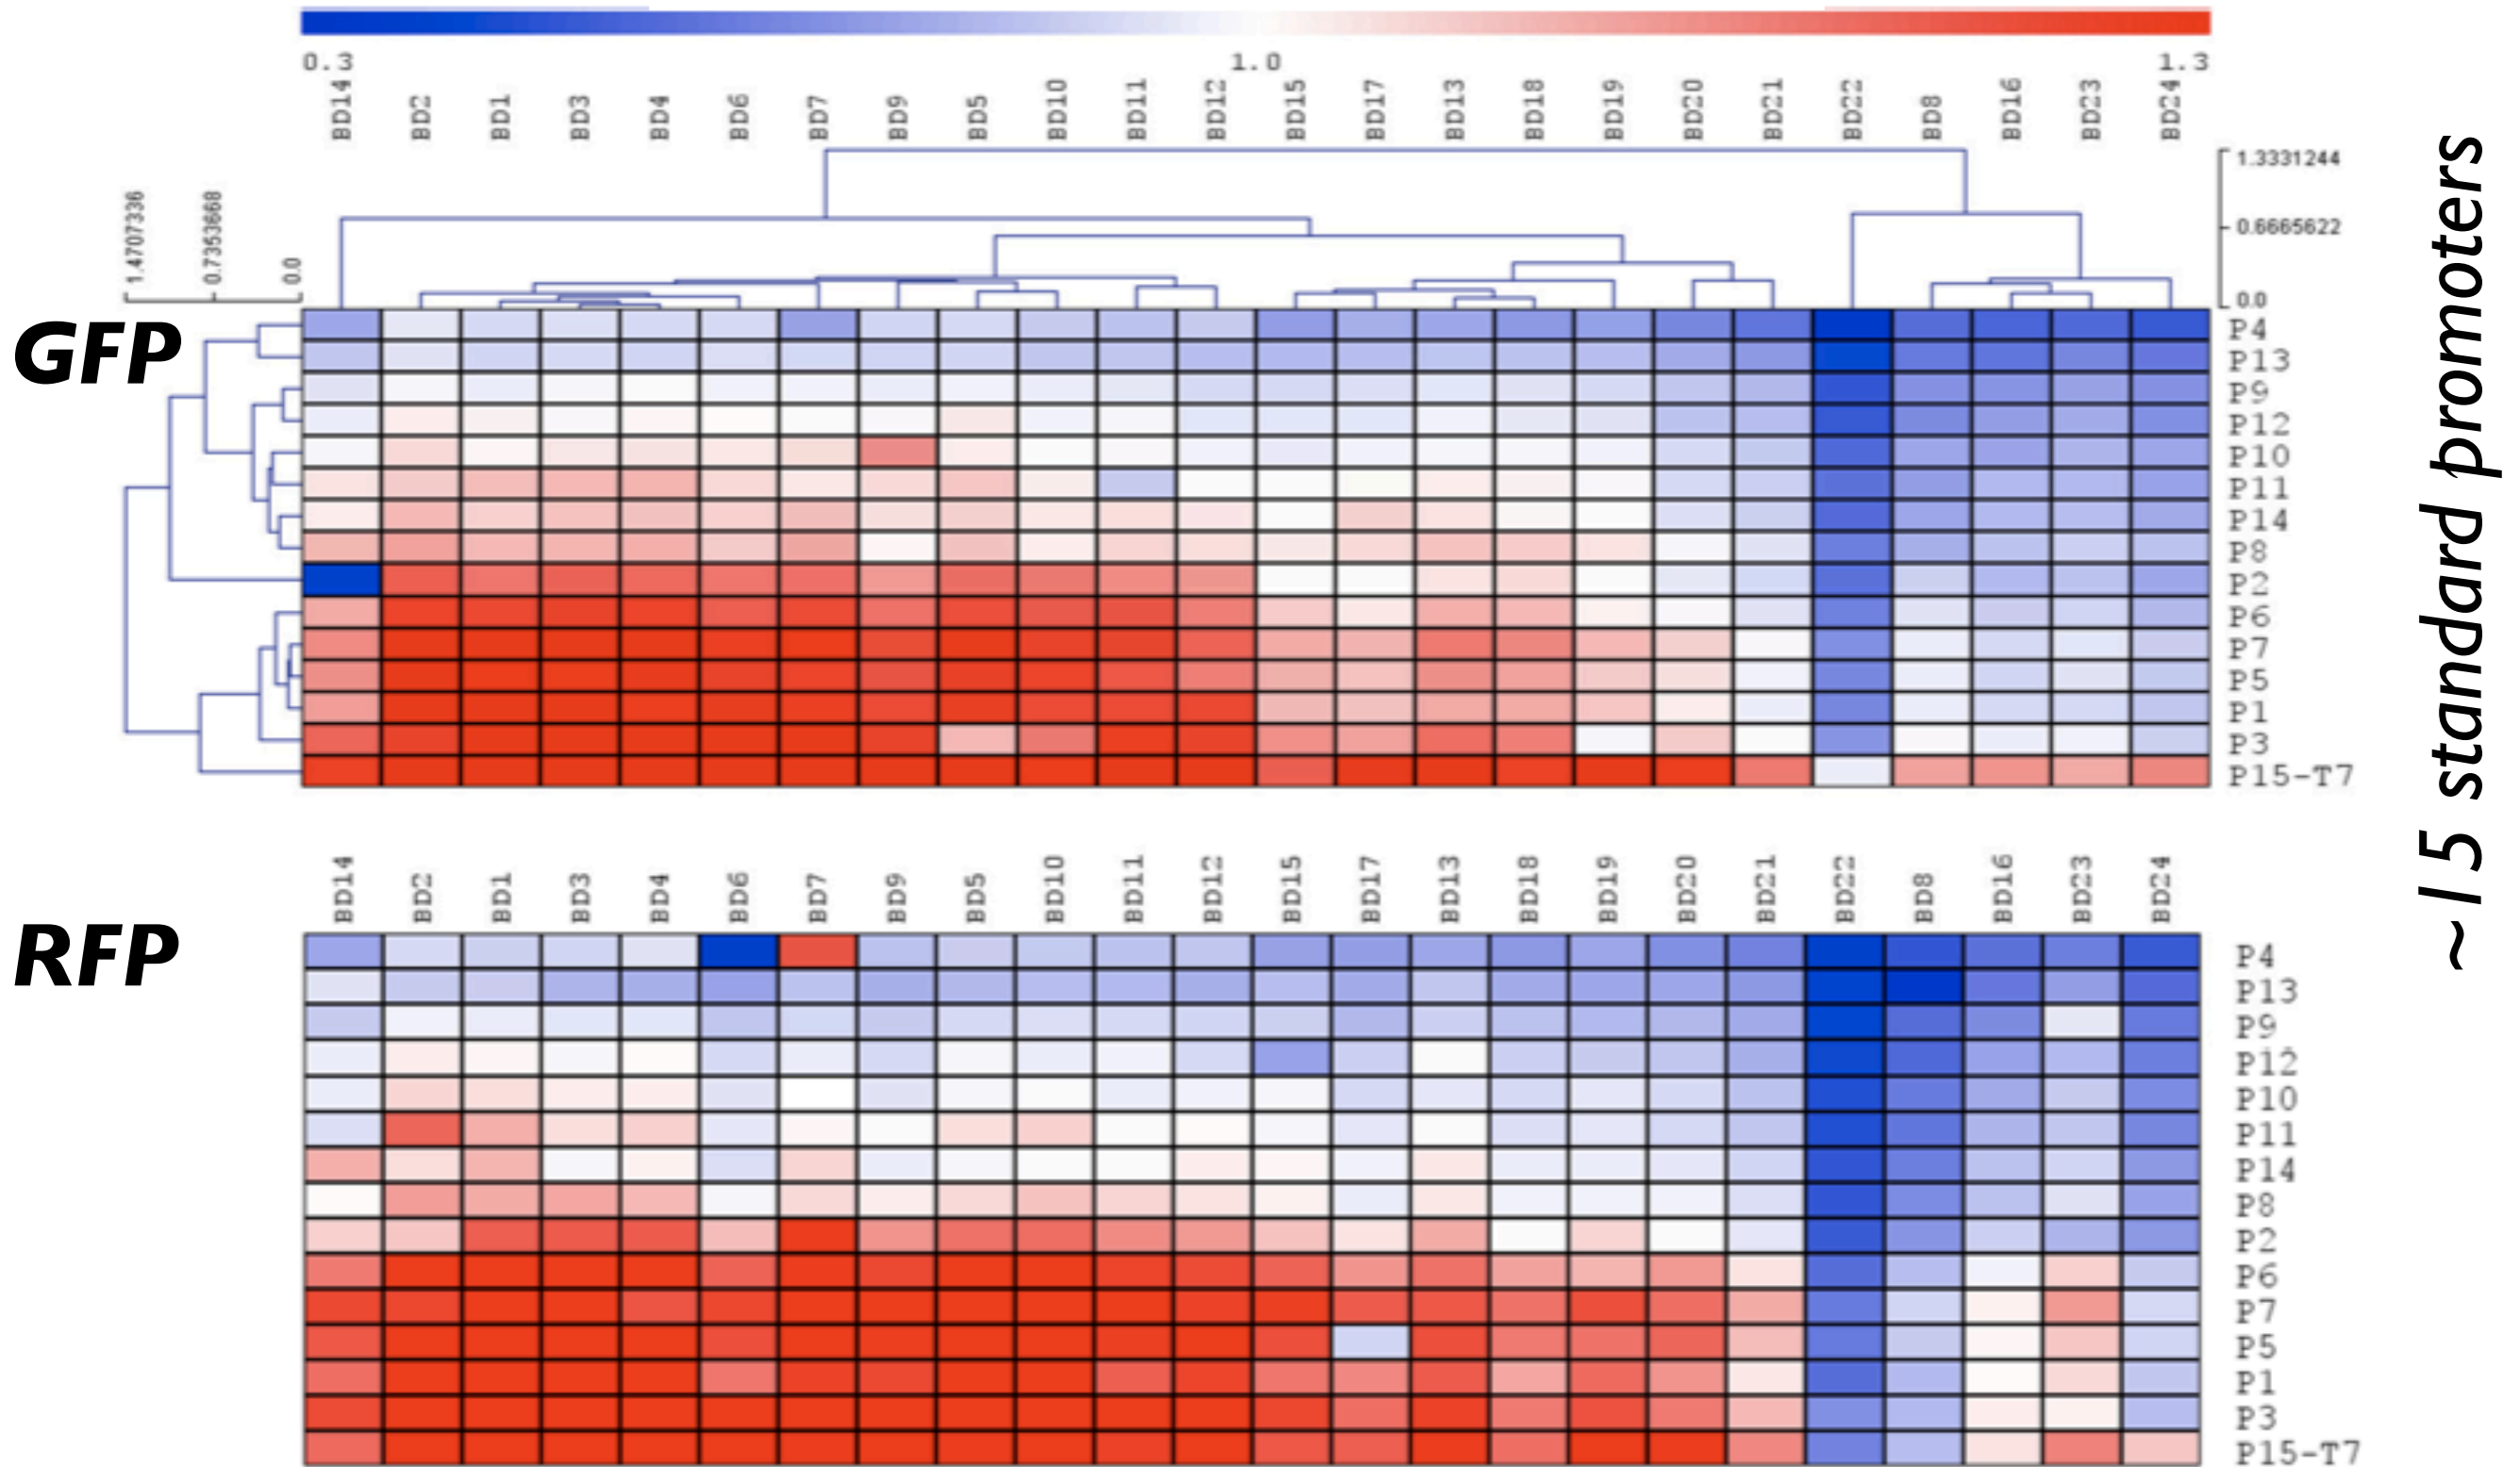 0.3 1.0 1.3
BD14 BD2 BD1 BD3 BD4 BD6 BD7 BD9 BD5 BD10 BD11 BD12 BD15 BD17 BD13 BD18 BD19 BD20 BD21 BD22 BD8 BD16 BD23 BD24
1.3331244
0.6665622
0.0
1.4707336
0.7353668
0.0
GFP
P4
P13
P9
P12
P10
P11
P14
P8
P2
P6
P7
P5
P1
P3
P15-T7
BD14 BD2 BD1 BD3 BD4 BD6 BD7 BD9 BD5 BD10 BD11 BD12 BD15 BD17 BD13 BD18 BD19 BD20 BD21 BD22 BD8 BD16 BD23 BD24
RFP
P4
P13
P9
P12
P10
P11
P14
P8
P2
P6
P7
P5
P1
P3
P15-T7
~15 standard promoters